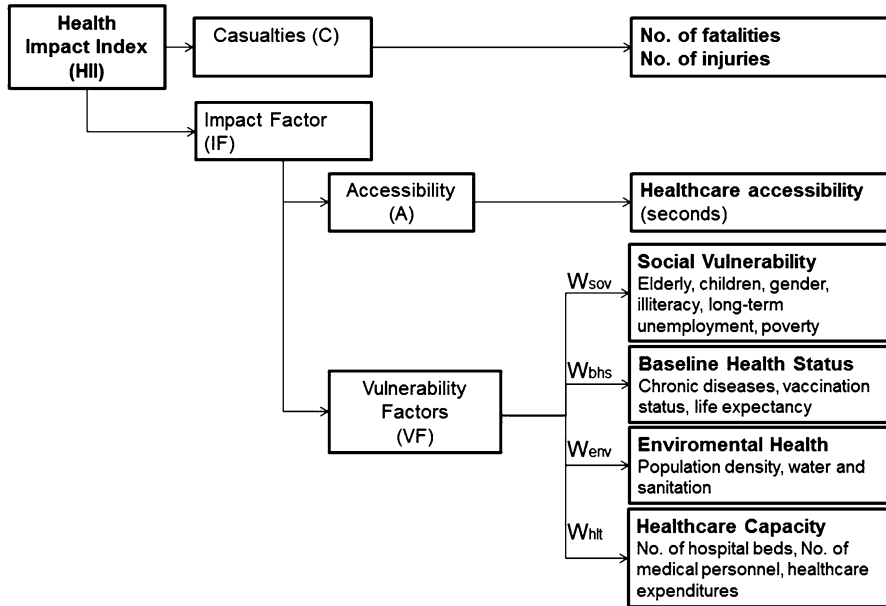 Health
Impact Index
(HII)
Casualties (C)
No. of fatalities
No. of injuries
Impact Factor
(IF)
Accessibility
(A)
Healthcare accessibility
(seconds)
Vulnerability
Factors
(VF)
Wsov
Social Vulnerability
Elderly, children, gender,
illiteracy, long-term
unemployment, poverty
Wbhs
Baseline Health Status
Chronic diseases, vaccination
status, life expectancy
Wenv
Enviromental Health
Population density, water and
sanitation
Whlt
Healthcare Capacity
No. of hospital beds, No. of
medical personnel, healthcare
expenditures